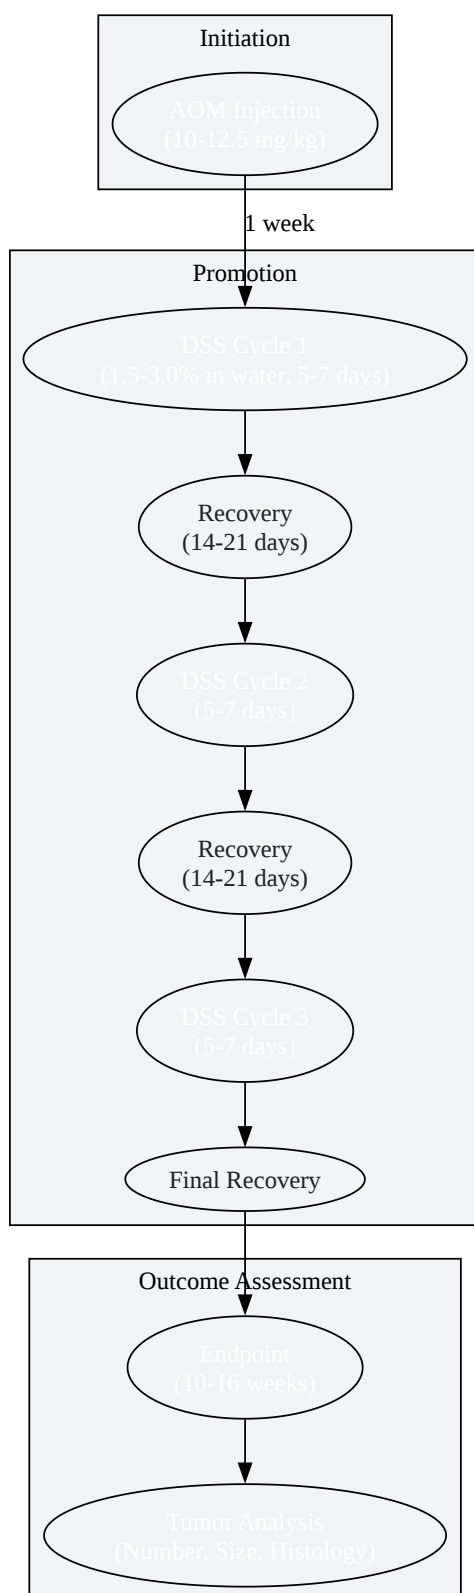 Initiation
AOM Injection
(10-12.5 mg/kg)
1 week
Promotion
DSS Cycle 1
(1.5-3.0% in water, 5-7 days)
Recovery
(14-21 days)
DSS Cycle 2
(5-7 days)
Recovery
(14-21 days)
DSS Cycle 3
(5-7 days)
Final Recovery
Outcome Assessment
Endpoint
(10-16 weeks)
Tumor Analysis
(Number, Size, Histology)